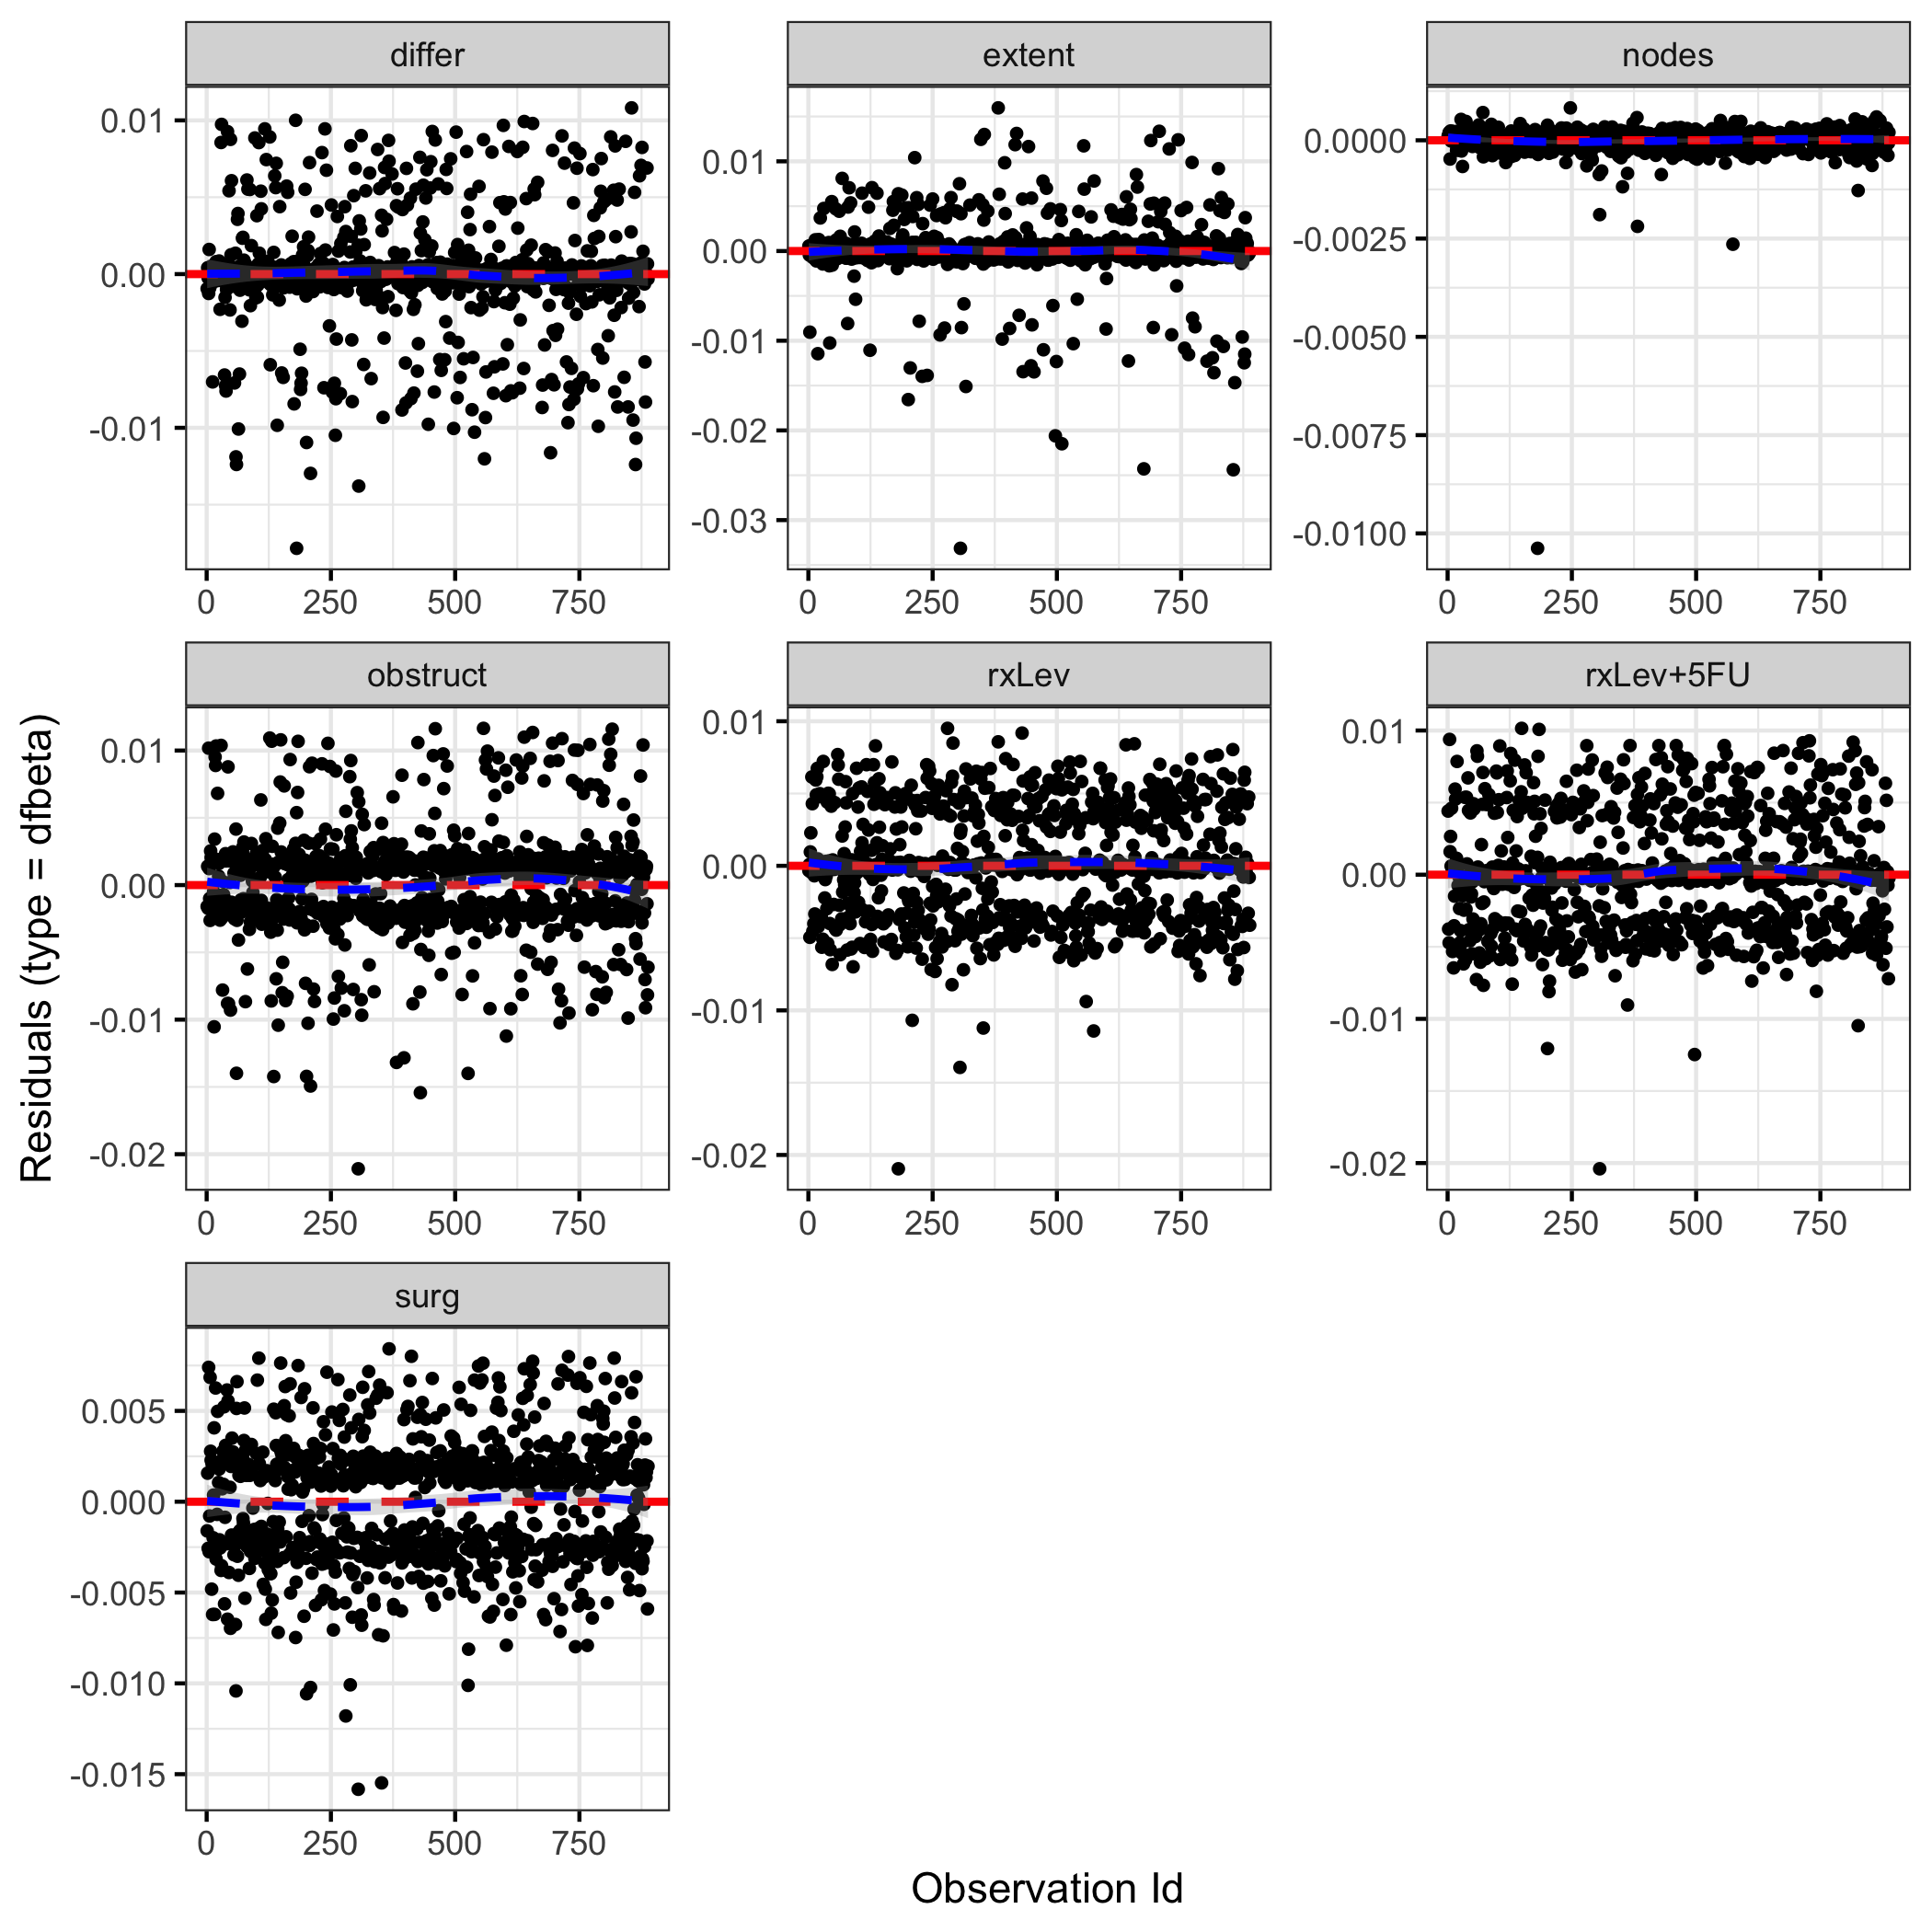 differ extent nodes
0.01 0.01 0.0000
0.00 0.00 -0.0025
-0.01 -0.01 -0.0050
-0.02 -0.0075
-0.03 -0.0100
0 250 500 750 0 250 500 750 0 250 500 750
obstruct rxLev rxLev+5FU
0.01 0.01 0.01
0.00 0.00 0.00
-0.01 -0.01 -0.01
-0.02 -0.02 -0.02
0 250 500 750 0 250 500 750 0 250 500 750
Residuals (type = dfbeta)
surg
0.005
0.000
-0.005
-0.010
-0.015
0 250 500 750
Observation Id